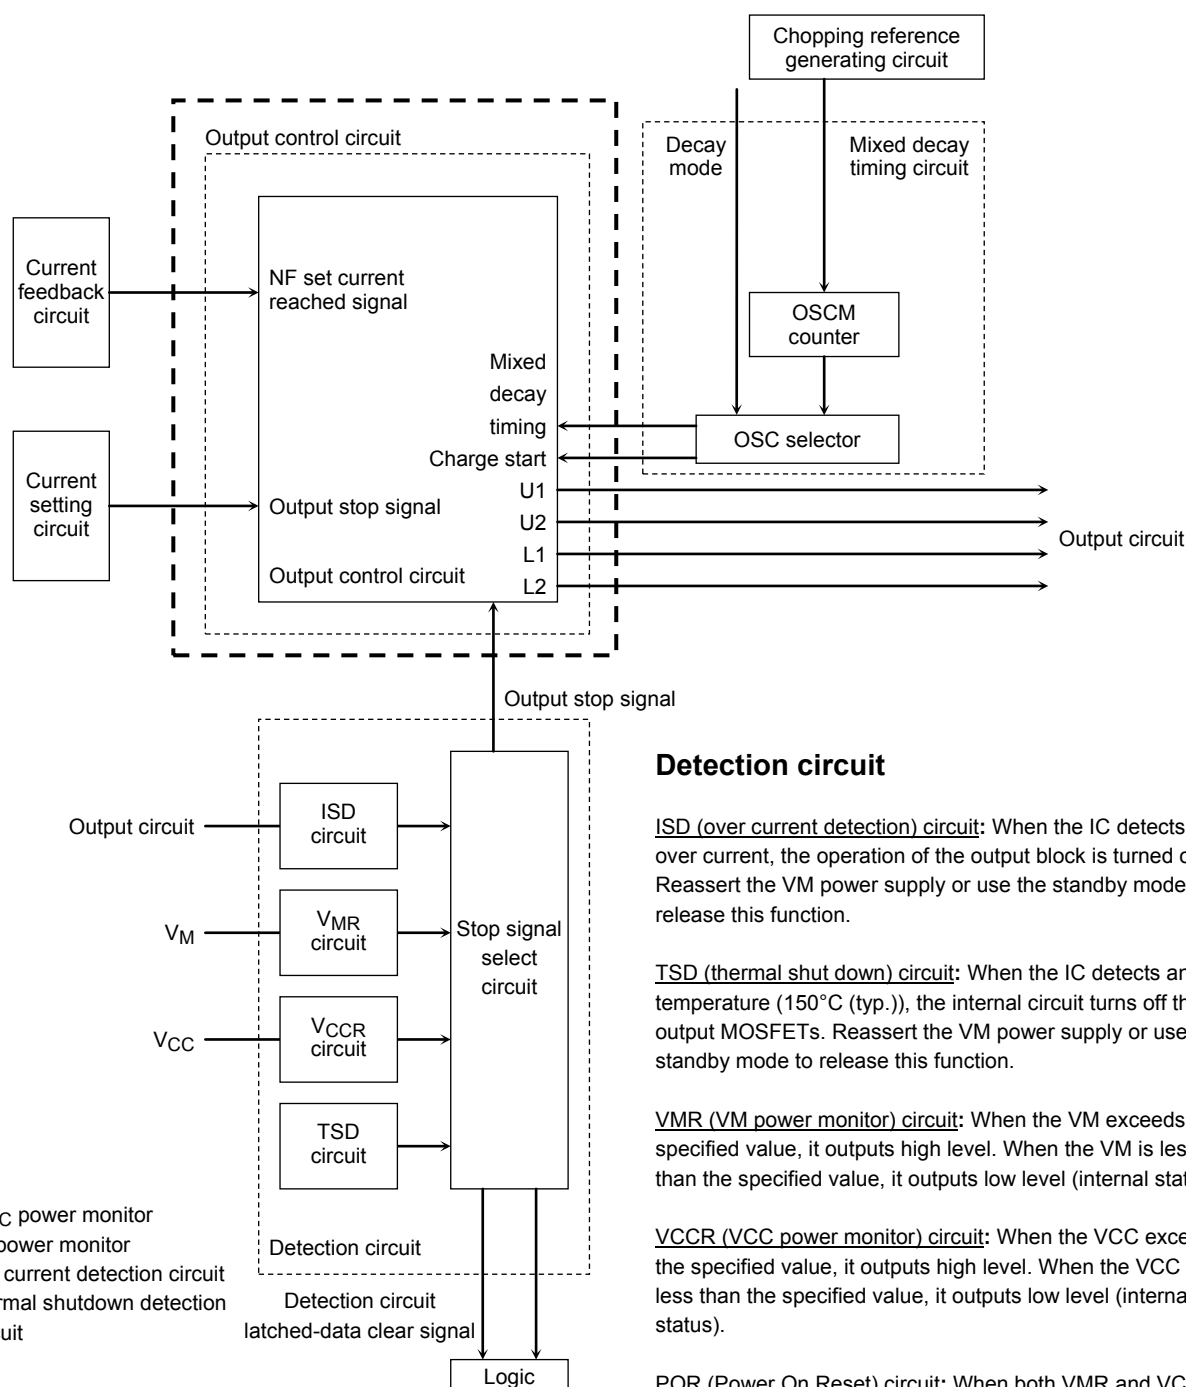 Chopping reference
generating circuit
Output control circuit
Decay
mode
Mixed decay
timing circuit
Current
feedback
circuit
NF set current
reached signal
OSCM
counter
Mixed
decay
timing
OSC selector
Charge start
Current
setting
circuit
Output stop signal
U1
U2
L1
L2
Output circuit
Output control circuit
Output stop signal
Detection circuit
ISD (over current detection) circuit: When the IC detects
over current, the operation of the output block is turned
Reassert the VM power supply or use the standby mode
release this function.
TSD (thermal shut down) circuit: When the IC detects
temperature (150°C (typ.)), the internal circuit turns off
output MOSFETs. Reassert the VM power supply or use
standby mode to release this function.
VMR (VM power monitor) circuit: When the VM exceeds
specified value, it outputs high level. When the VM is
than the specified value, it outputs low level (internal
VCCR (VCC power monitor) circuit: When the VCC
the specified value, it outputs high level. When the VCC
less than the specified value, it outputs low level
status).
POR (Power On Reset) circuit: When both VMR and
Output circuit
ISD
circuit
VM
VMR
circuit
Stop signal
select
circuit
VCC
VCCR
circuit
TSD
circuit
Detection circuit
power monitor
power monitor
current detection circuit
shutdown detection
Detection circuit
latched-data clear signal
Logic